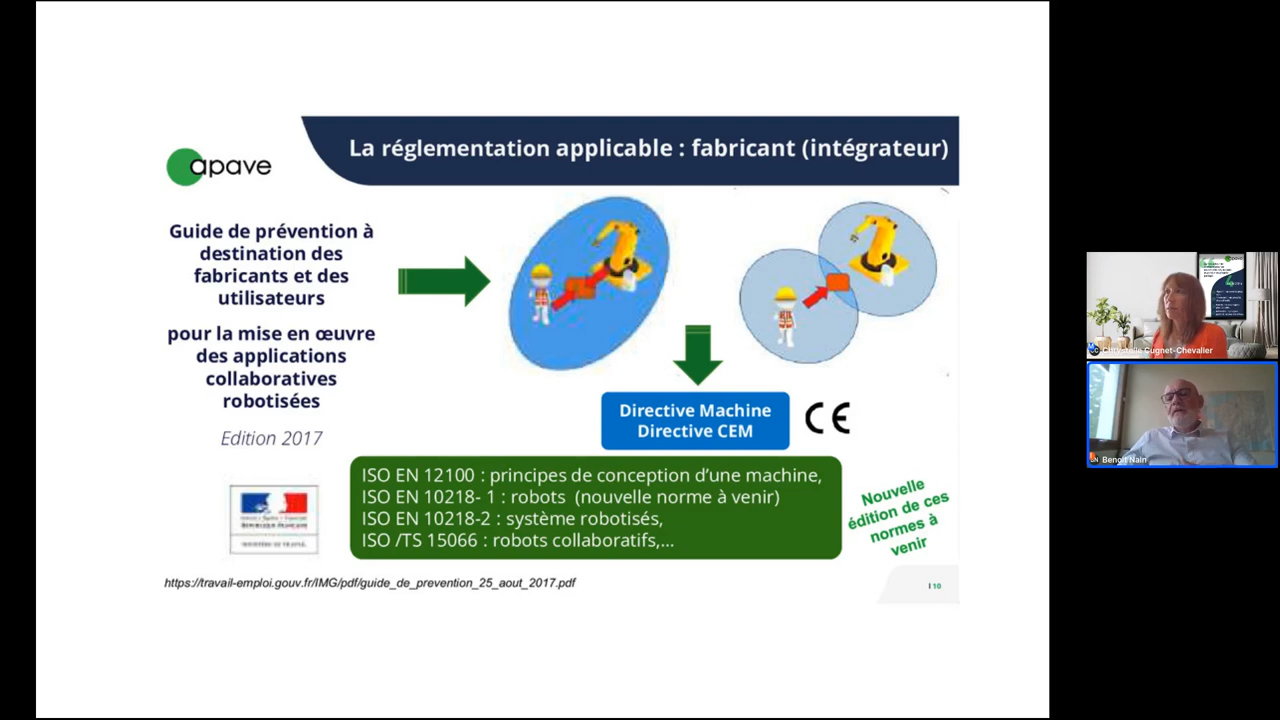 La réglementation applicable : fabricant (intégrateur)
apave
Guide de prévention à
destination des
fabricants et des
utilisateurs
pour la mise en œuvre
des applications
collaboratives
robotisées
Edition 2017
Directive Machine
Directive CEM
CE
ISO EN 12100 : principes de conception d’une machine,
ISO EN 10218- 1 : robots (nouvelle norme à venir)
ISO EN 10218-2 : système robotisés,
ISO /TS 15066 : robots collaboratifs,...
Nouvelle
édition de ces
normes à
venir
RÉPUBLIQUE FRANÇAISE
https://travail-emploi.gouv.fr/IMG/pdf/guide_de_prevention_25_aout_2017.pdf
I 10
Cugnet-Chevalier
Benoît Nain